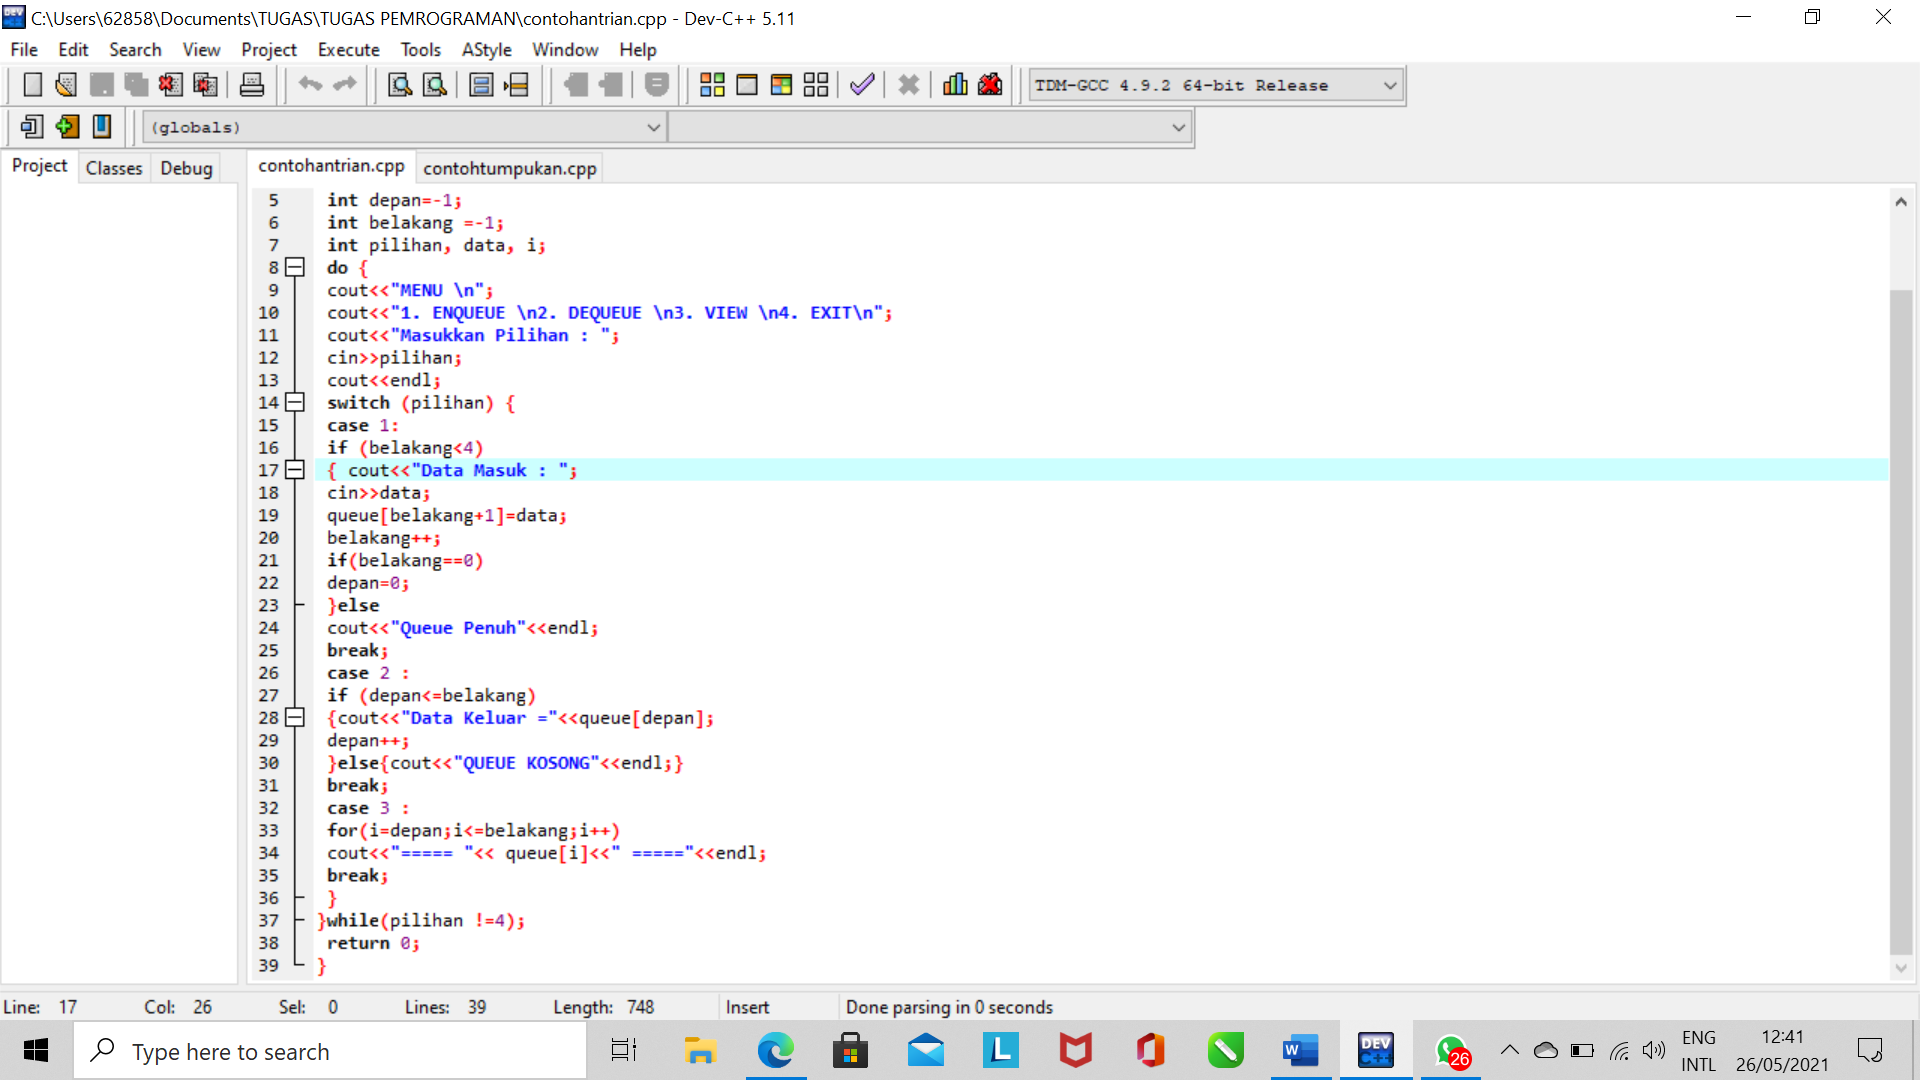 C:\Users\62858\Documents\TUGAS\TUGAS PEMROGRAMAN\contohantrian.cpp - Dev-C++ 5.11
File Edit Search View Project Execute Tools AStyle Window Help
TDM-GCC 4.9.2 64-bit Release
(globals)
Project Classes Debug contohantrian.cpp contohtumpukan.cpp
5 int depan=-1;
6 int belakang =-1;
7 int pilihan, data, i;
8 do {
9 cout<<"MENU \n";
10 cout<<"1. ENQUEUE \n2. DEQUEUE \n3. VIEW \n4. EXIT\n";
11 cout<<"Masukkan Pilihan : ";
12 cin>>pilihan;
13 cout<<endl;
14 switch (pilihan) {
15 case 1:
16 if (belakang<4)
17 { cout<<"Data Masuk : ";
18 cin>>data;
19 queue[belakang+1]=data;
20 belakang++;
21 if(belakang==0)
22 depan=0;
23 }else
24 cout<<"Queue Penuh"<<endl;
25 break;
26 case 2 :
27 if (depan<=belakang)
28 {cout<<"Data Keluar ="<<queue[depan];
29 depan++;
30 }else{cout<<"QUEUE KOSONG"<<endl;}
31 break;
32 case 3 :
33 for(i=depan;i<=belakang;i++)
34 cout<<"===== "<< queue[i]<<" ====="<<endl;
35 break;
36 }
37 }while(pilihan !=4);
38 return 0;
39 }
Line: 17 Col: 26 Sel: 0 Lines: 39 Length: 748 Insert Done parsing in 0 seconds
Type here to search
L
W
DEV C++
26
ENG
INTL
12:41
26/05/2021